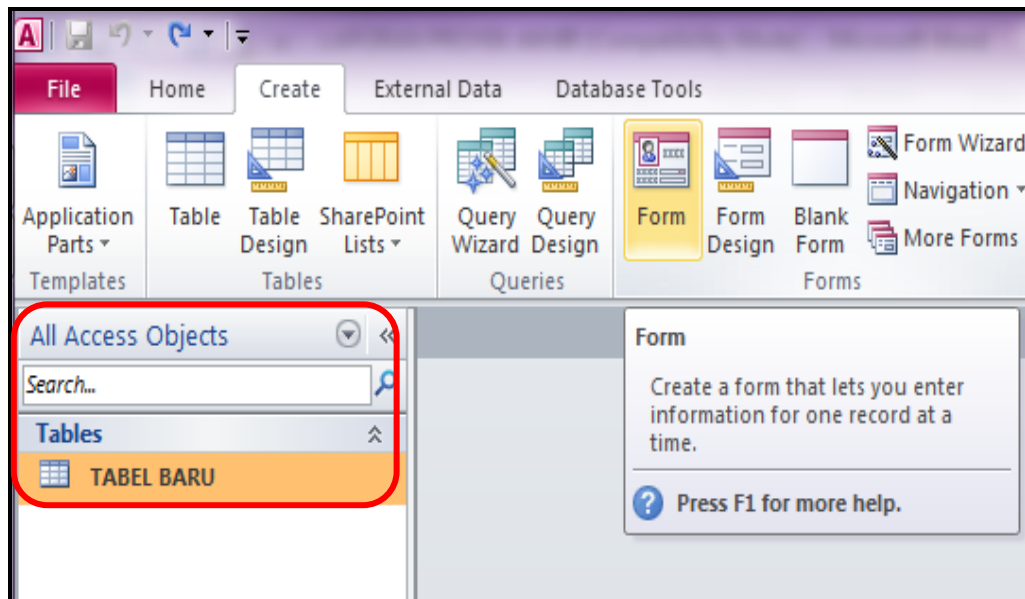 A
File Home Create External Data Database Tools
Application Parts Table Table Design SharePoint Lists Query Wizard Query Design Form Form Design Blank Form Form Wizard
Navigation
More Forms
Templates Tables Queries Forms
All Access Objects
Search...
Tables
TABEL BARU
Form
Create a form that lets you enter
information for one record at a
time.
Press F1 for more help.